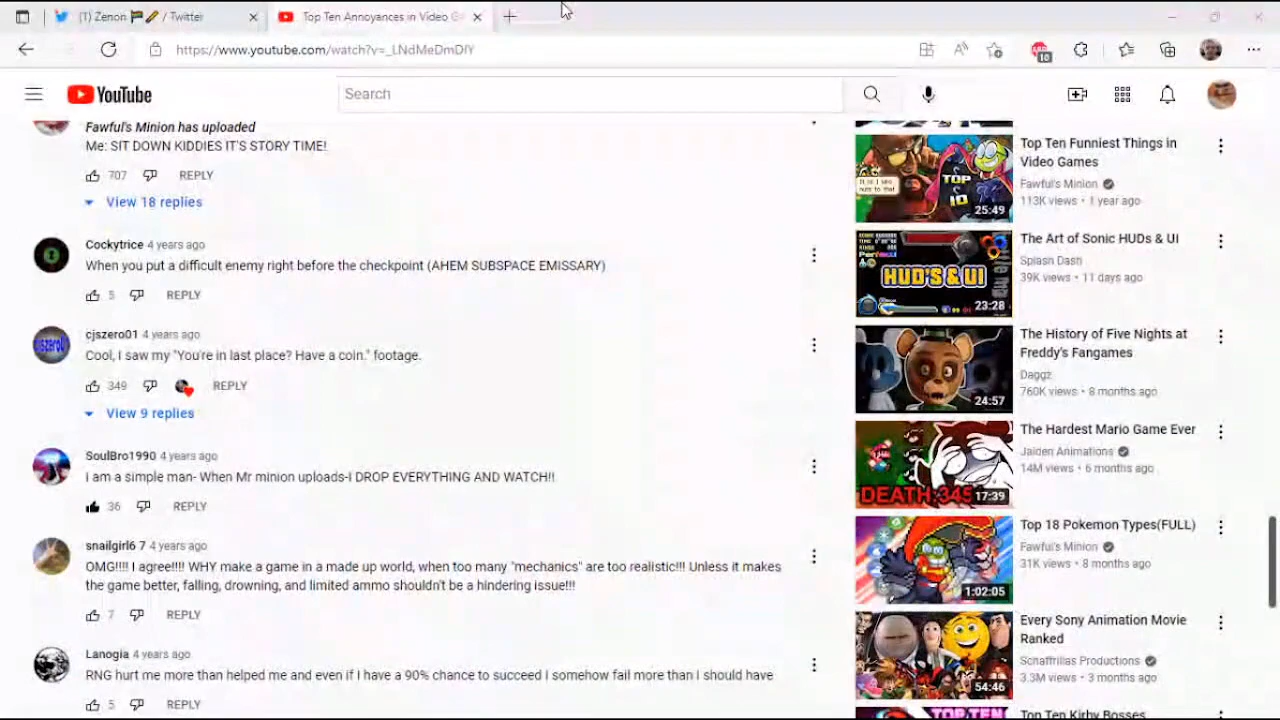 (1) Zenon / Twitter
Top Ten Annoyances in Video G
https://www.youtube.com/watch?v=_LNdMeDmDlY
10
YouTube
Search
Fawful's Minion has uploaded
Me: SIT DOWN KIDDIES IT'S STORY TIME!
707 REPLY
View 18 replies
Cockytrice 4 years ago
When you put a difficult enemy right before the checkpoint (AHEM SUBSPACE EMISSARY)
5 REPLY
cjszero01 4 years ago
Cool, I saw my "You're in last place? Have a coin." footage.
349 REPLY
View 9 replies
SoulBro1990 4 years ago
I am a simple man- When Mr minion uploads-I DROP EVERYTHING AND WATCH!!
36 REPLY
snailgirl6 7 4 years ago
OMG!!!! I agree!!!! WHY make a game in a made up world, when too many "mechanics" are too realistic!!! Unless it makes
the game better, falling, drowning, and limited ammo shouldn't be a hindering issue!!!
7 REPLY
Lanogia 4 years ago
RNG hurt me more than helped me and even if I have a 90% chance to succeed I somehow fail more than I should have
5 REPLY
TOP
10
25:49
Top Ten Funniest Things in
Video Games
Fawful's Minion
113K views • 1 year ago
HUD'S & UI
23:28
The Art of Sonic HUDs & UI
Splash Dash
39K views • 11 days ago
24:57
The History of Five Nights at
Freddy's Fangames
Daggz
760K views • 8 months ago
DEATH:345
17:39
The Hardest Mario Game Ever
Jaiden Animations
14M views • 6 months ago
1:02:05
Top 18 Pokemon Types(FULL)
Fawful's Minion
31K views • 8 months ago
54:46
Every Sony Animation Movie
Ranked
Schaffrillas Productions
3.3M views • 3 months ago
TOP TEN
Top Ten Kirby Bosses